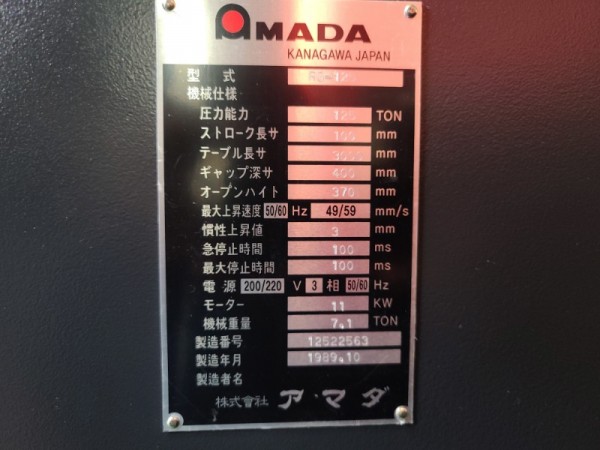 AMADA
KANAGAWA JAPAN
型式
機械仕様
圧力能力 TON
ストローク長サ 100 mm
テーブル長サ mm
ギャップ深サ 400 mm
オープンハイト 370 mm
最大上昇速度 50/60 Hz 49/59 mm/s
慣性上昇値 3 mm
急停止時間 100 ms
最大停止時間 100 ms
電源 200/220 V 3 相 50/60 Hz
モーター 11 KW
機械重量 7.1 TON
製造番号 12522563
製造年月 1989.10
製造者名
株式會社 アマダ